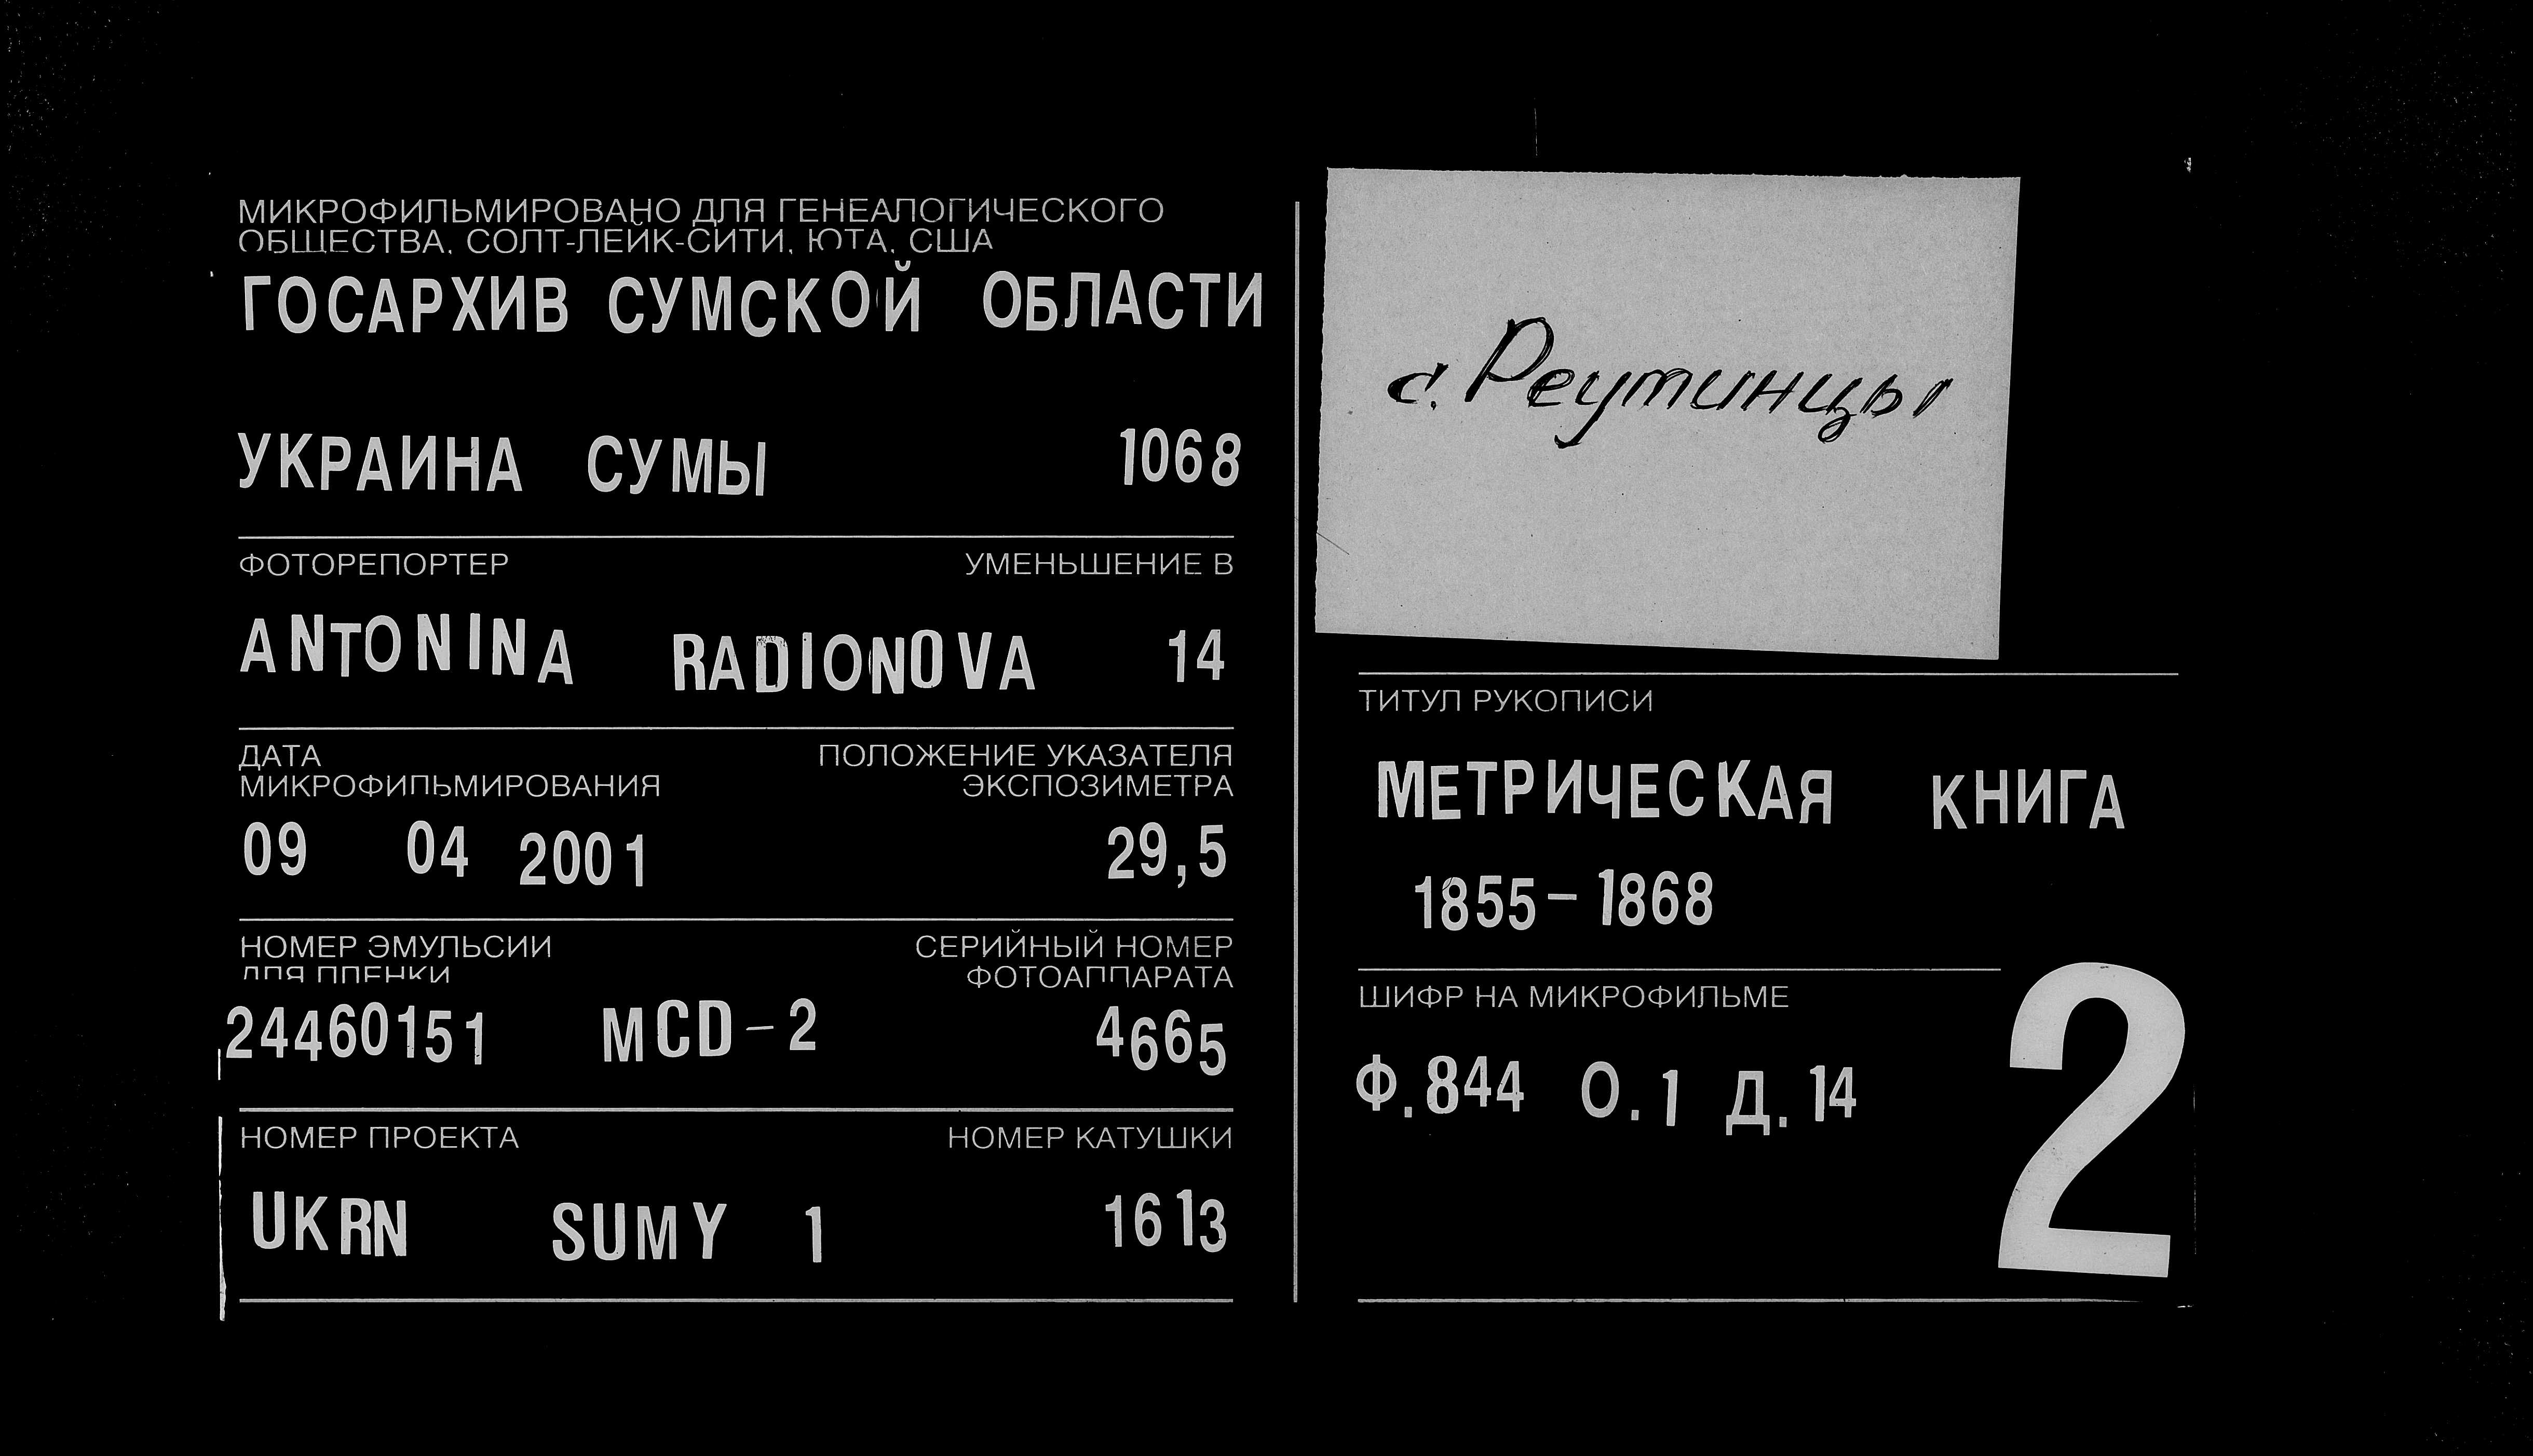 МИКРОФИЛЬМИРОВАНО ДЛЯ ГЕНЕАЛОГИЧЕСКОГО
ОБЩЕСТВА, СОЛТ-ЛЕЙК-СИТИ, ЮТА, США
ГОСАРХИВ СУМСКОЙ ОБЛАСТИ
УКРАИНА СУМЫ 1068
ФОТОРЕПОРТЕР УМЕНЬШЕНИЕ В
ANTONINA RADIONOVA 14
ДАТА ПОЛОЖЕНИЕ УКАЗАТЕЛЯ
МИКРОФИЛЬМИРОВАНИЯ ЭКСПОЗИМЕТРА
09 04 2001 29,5
НОМЕР ЭМУЛЬСИИ СЕРИЙНЫЙ НОМЕР
ДЛЯ ПЛЕНКИ ФОТОАППАРАТА
24460151 MCD-2 4665
НОМЕР ПРОЕКТА НОМЕР КАТУШКИ
UKRN SUMY 1 1613
с. Реутинцы
ТИТУЛ РУКОПИСИ
МЕТРИЧЕСКАЯ КНИГА
1855-1868
ШИФР НА МИКРОФИЛЬМЕ
Ф.844 О.1 Д.14
2